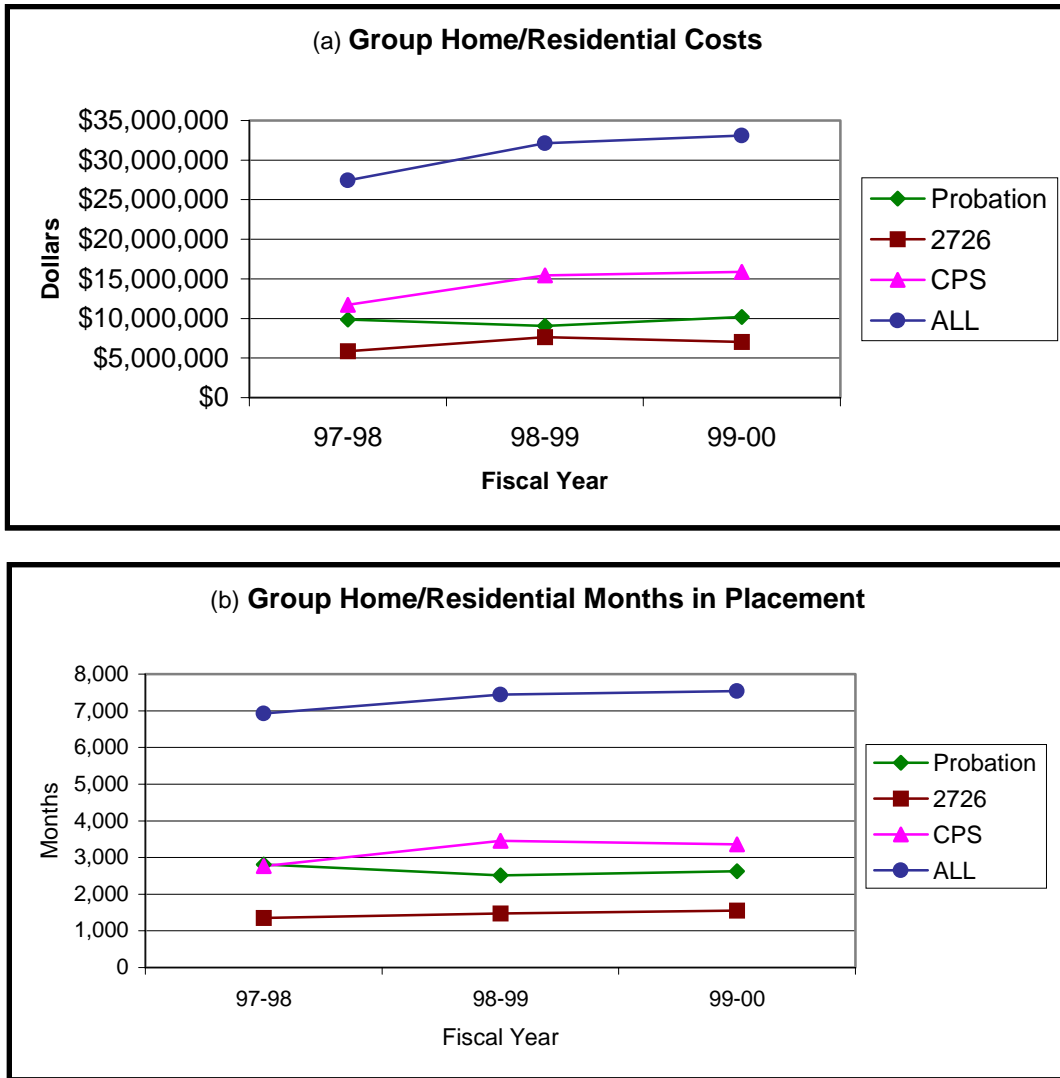 (a) Group Home/Residential Costs
$35,000,000
$30,000,000
$25,000,000
$20,000,000
$15,000,000
$10,000,000
$5,000,000
$0
Dollars
97-98 98-99 99-00
Fiscal Year
Probation
2726
CPS
ALL
(b) Group Home/Residential Months in Placement
8,000
7,000
6,000
5,000
4,000
3,000
2,000
1,000
0
Months
97-98 98-99 99-00
Fiscal Year
Probation
2726
CPS
ALL